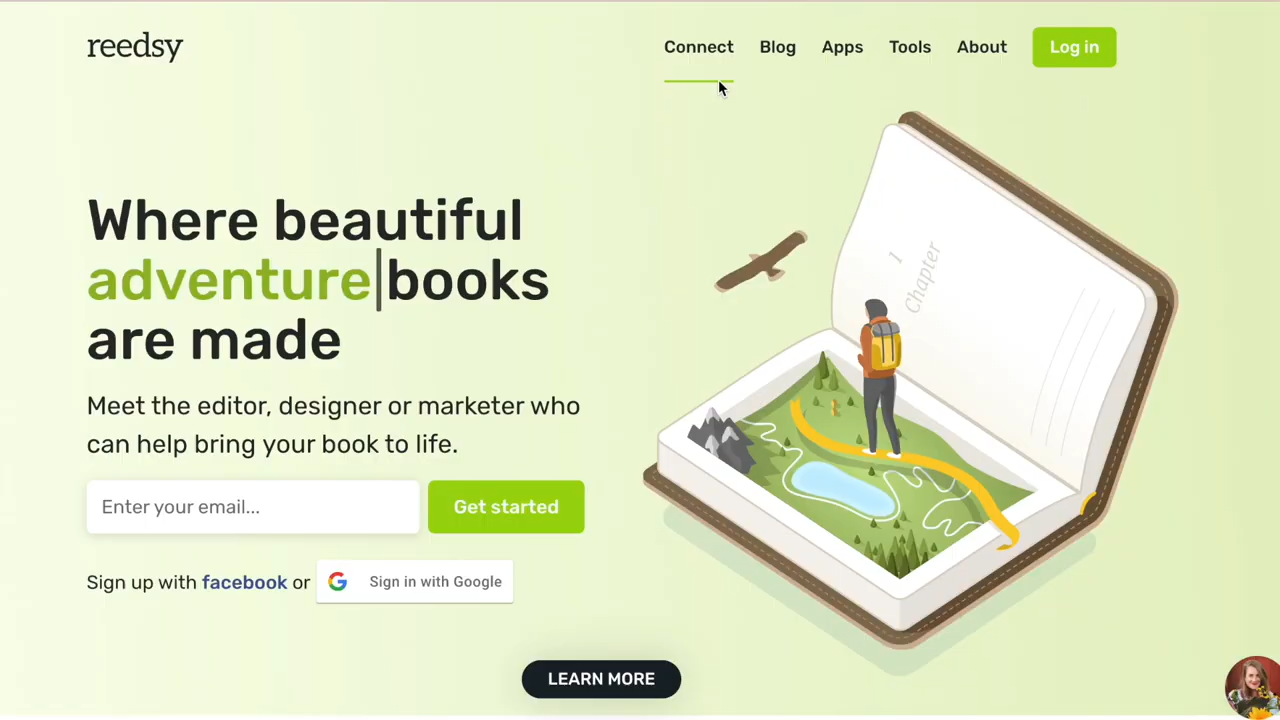 reedsy
Connect Blog Apps Tools About Log in
Where beautiful
adventure books
are made
Meet the editor, designer or marketer who
can help bring your book to life.
Enter your email...
Get started
Sign up with facebook or
Sign in with Google
1
Chapter
LEARN MORE